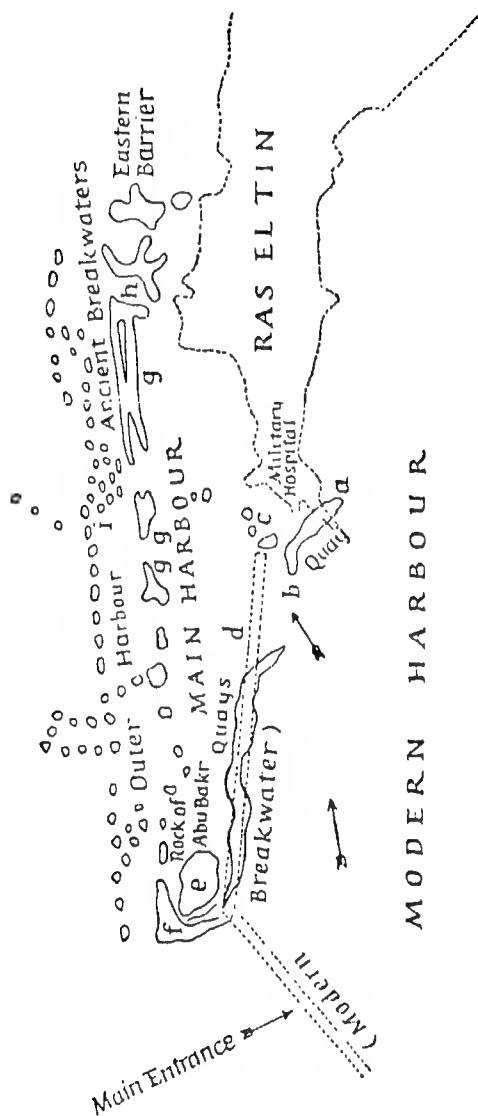 Eastern
Barrier
Ancient Breakwaters
h
g
RAS EL TIN
I
g g
Harbour
Outer
MAIN HARBOUR
Military
Hospital
c
a
Quay
b
d
Quays
Rock of
Abu Bakr
e
f
Breakwater)
(Modern
Main Entrance
MODERN HARBOUR